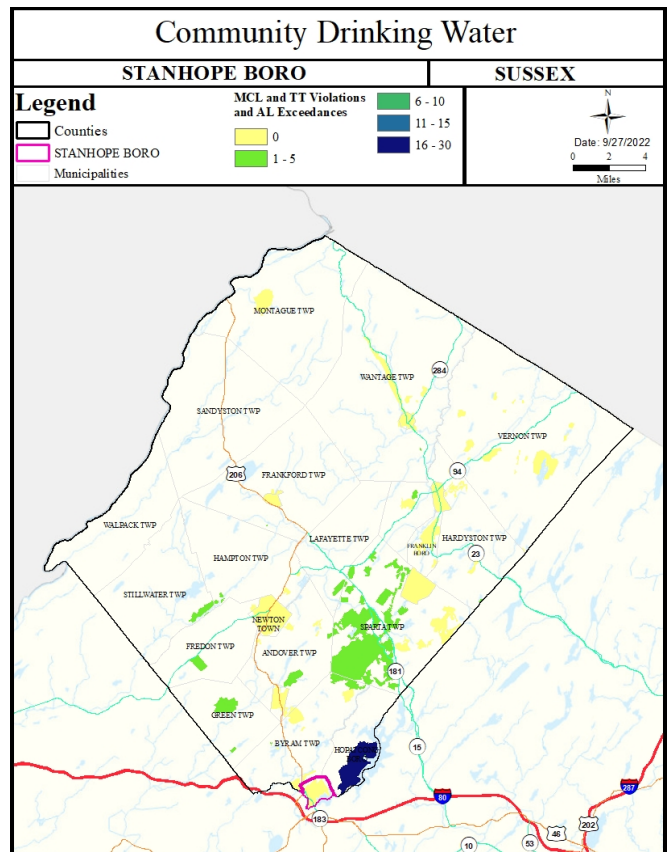 Community Drinking Water
STANHOPE BORO
SUSSEX
Legend
Counties
STANHOPE BORO
Municipalities
MCL and TT Violations
and AL Exceedances
0
1 - 5
6 - 10
11 - 15
16 - 30
N
Date: 9/27/2022
0 2 4
Miles
MONTAGUE TWP
WANTAGE TWP
284
SANDYSTON TWP
VERNON TWP
94
206
FRANKFORD TWP
WALPACK TWP
LAFAYETTE TWP
HARDYSTON TWP
FRANKLIN
BORO
23
HAMPTON TWP
STILLWATER TWP
NEWTON
TOWN
SPARTA TWP
FREDON TWP
ANDOVER TWP
181
GREEN TWP
BYRAM TWP
15
80
287
183
202
46
10
53